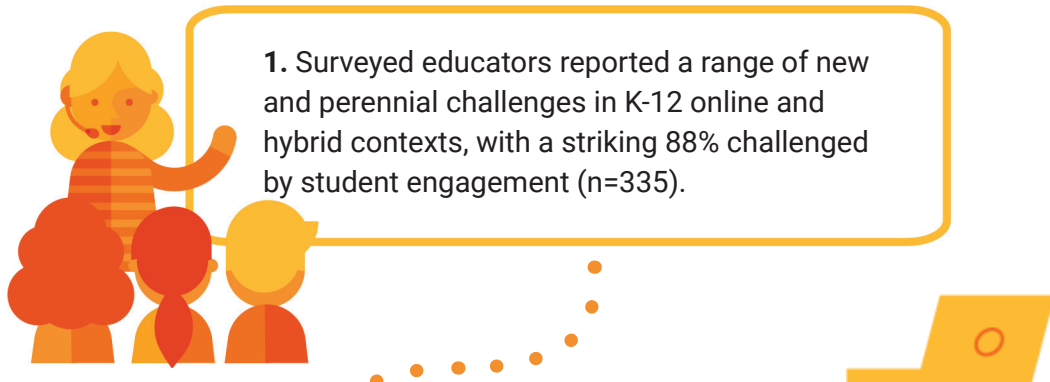 1. Surveyed educators reported a range of new
and perennial challenges in K-12 online and
hybrid contexts, with a striking 88% challenged
by student engagement (n=335).